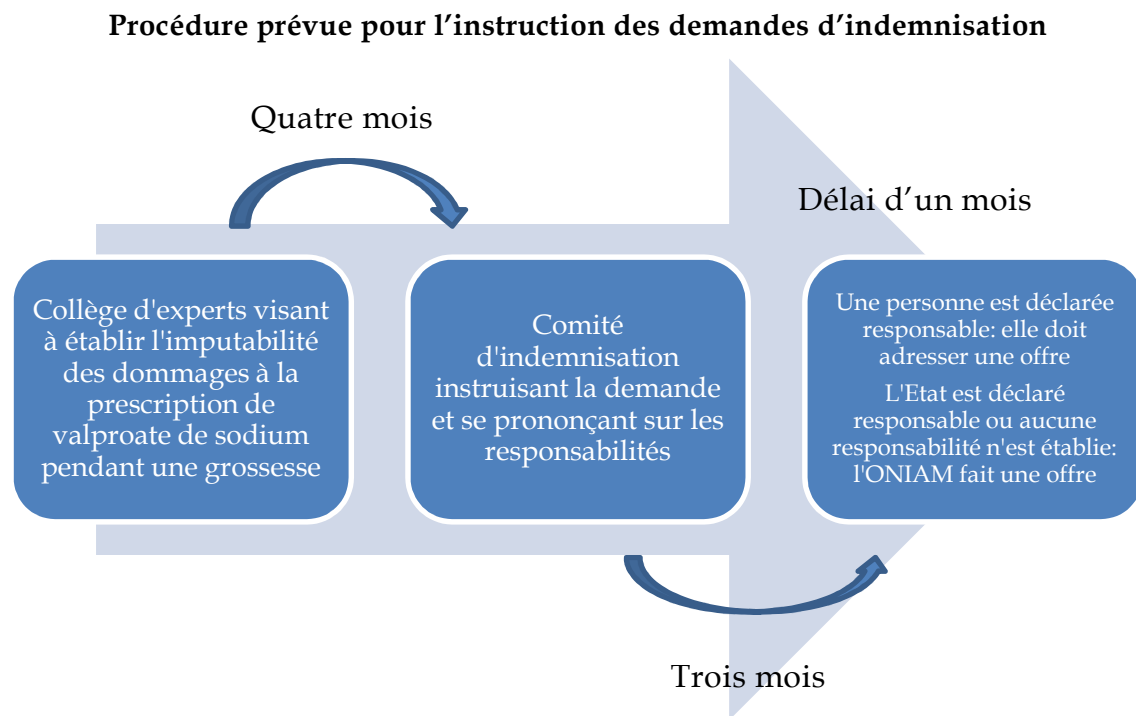 Procédure prévue pour l’instruction des demandes d’indemnisation
Quatre mois
Délai d’un mois
Collège d'experts visant
à établir l'imputabilité
des dommages à la
prescription de
valproate de sodium
pendant une grossesse
Comité
d'indemnisation
instruisant la demande
et se prononçant sur les
responsabilités
Une personne est déclarée
responsable: elle doit
adresser une offre
L'Etat est déclaré
responsable ou aucune
responsabilité n'est établie:
l'ONIAM fait une offre
Trois mois